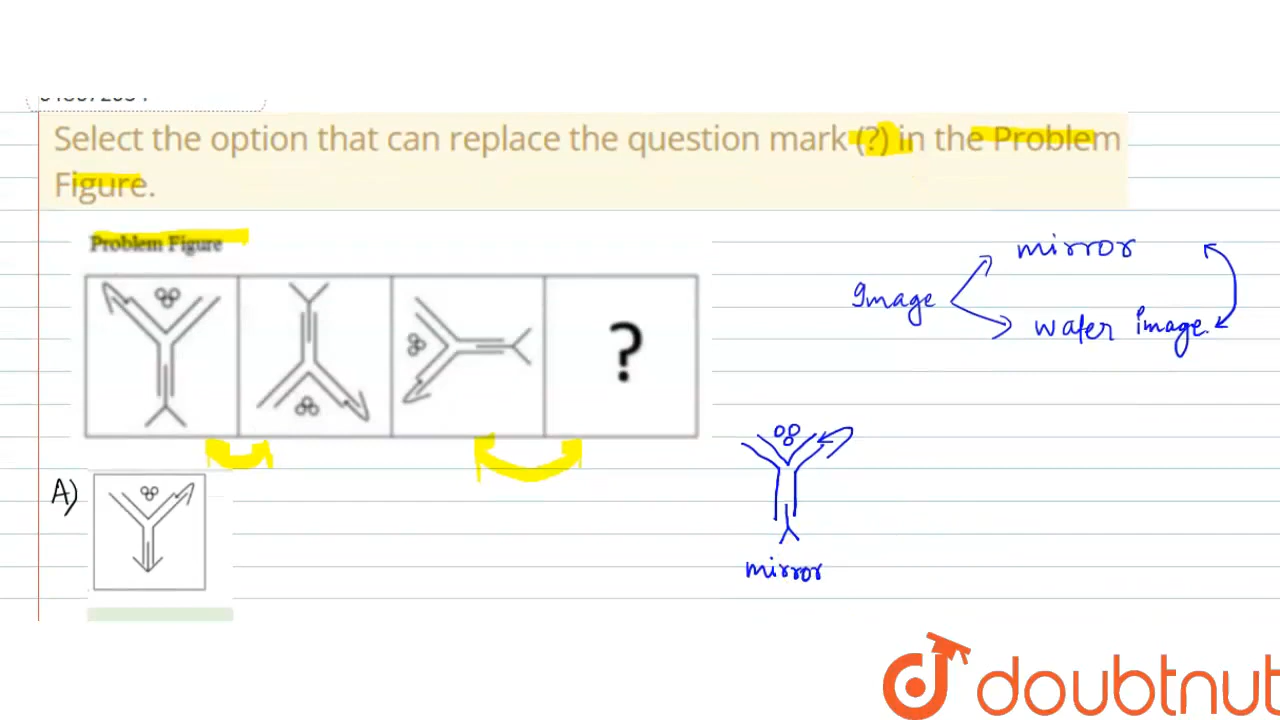 Select the option that can replace the question mark (?) in the Problem
Figure.
Problem Figure
mirror
Image
water image.
?
A)
mirror
doubtnut